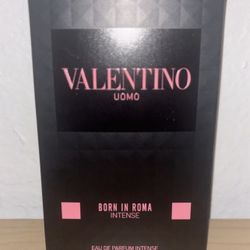 VALENTINO
UOMO
BORN IN ROMA
INTENSE
EAU DE PARFUM INTENSE